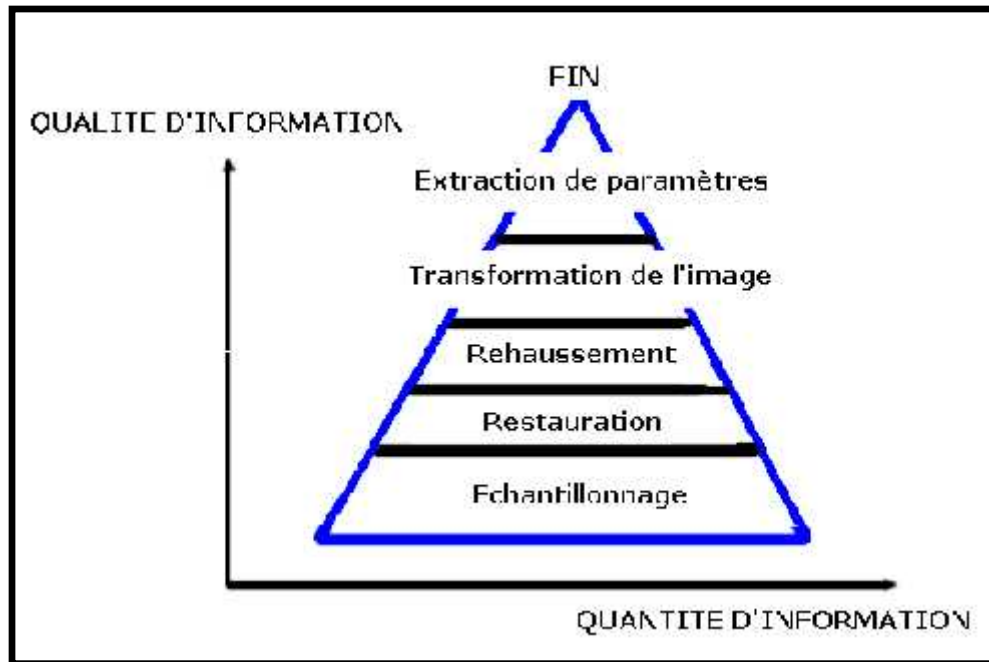 FIN
QUALITE D'INFORMATION
Extraction de paramètres
Transformation de l'image
Rehaussement
Restauration
Echantillonnage
QUANTITE D'INFORMATION